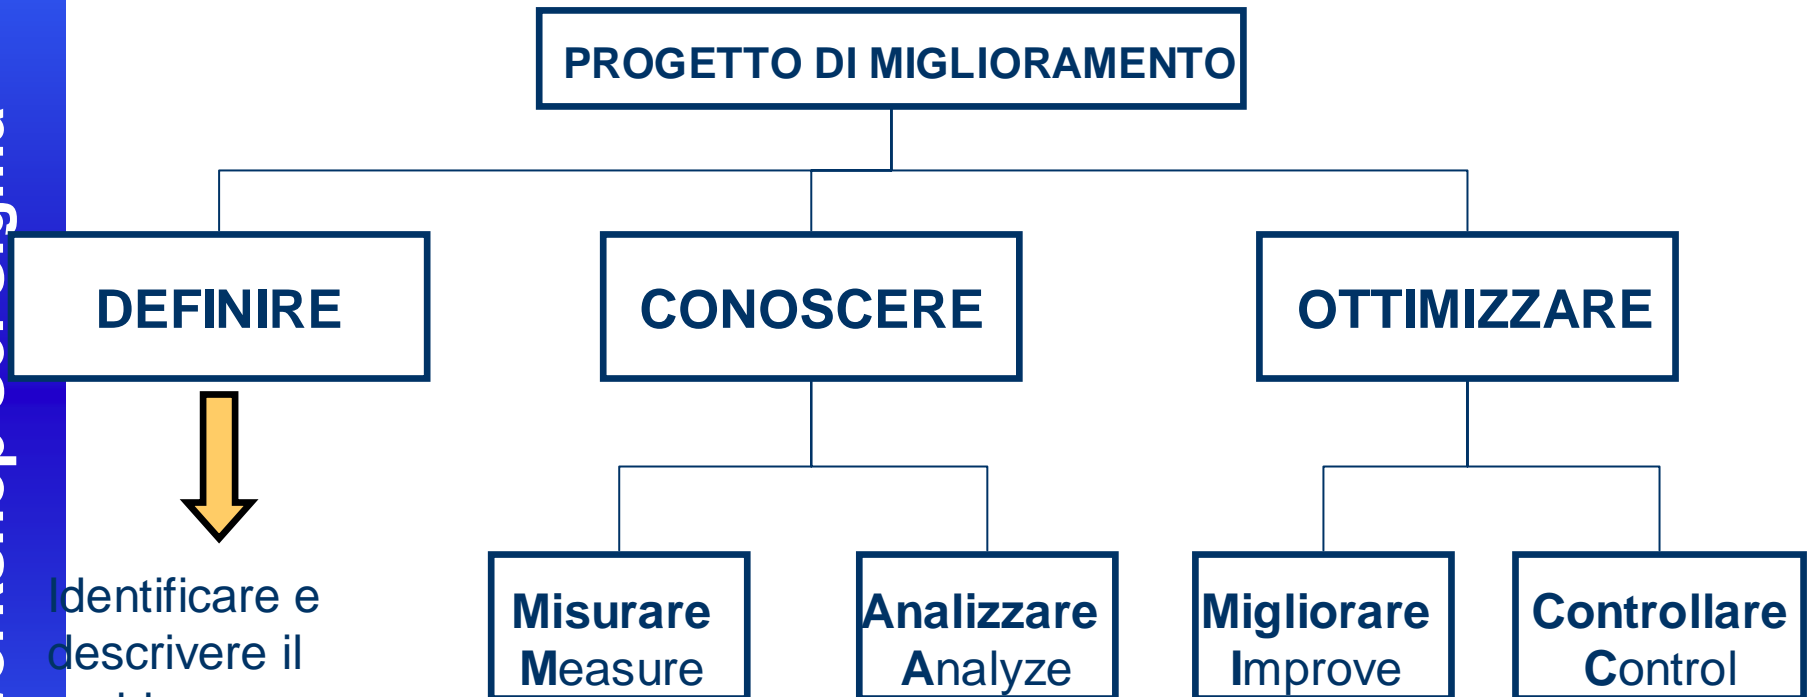 PROGETTO DI MIGLIORAMENTO
DEFINIRE
CONOSCERE
OTTIMIZZARE
Identificare e
descrivere il
Misurare
Measure
Analizzare
Analyze
Migliorare
Improve
Controllare
Control